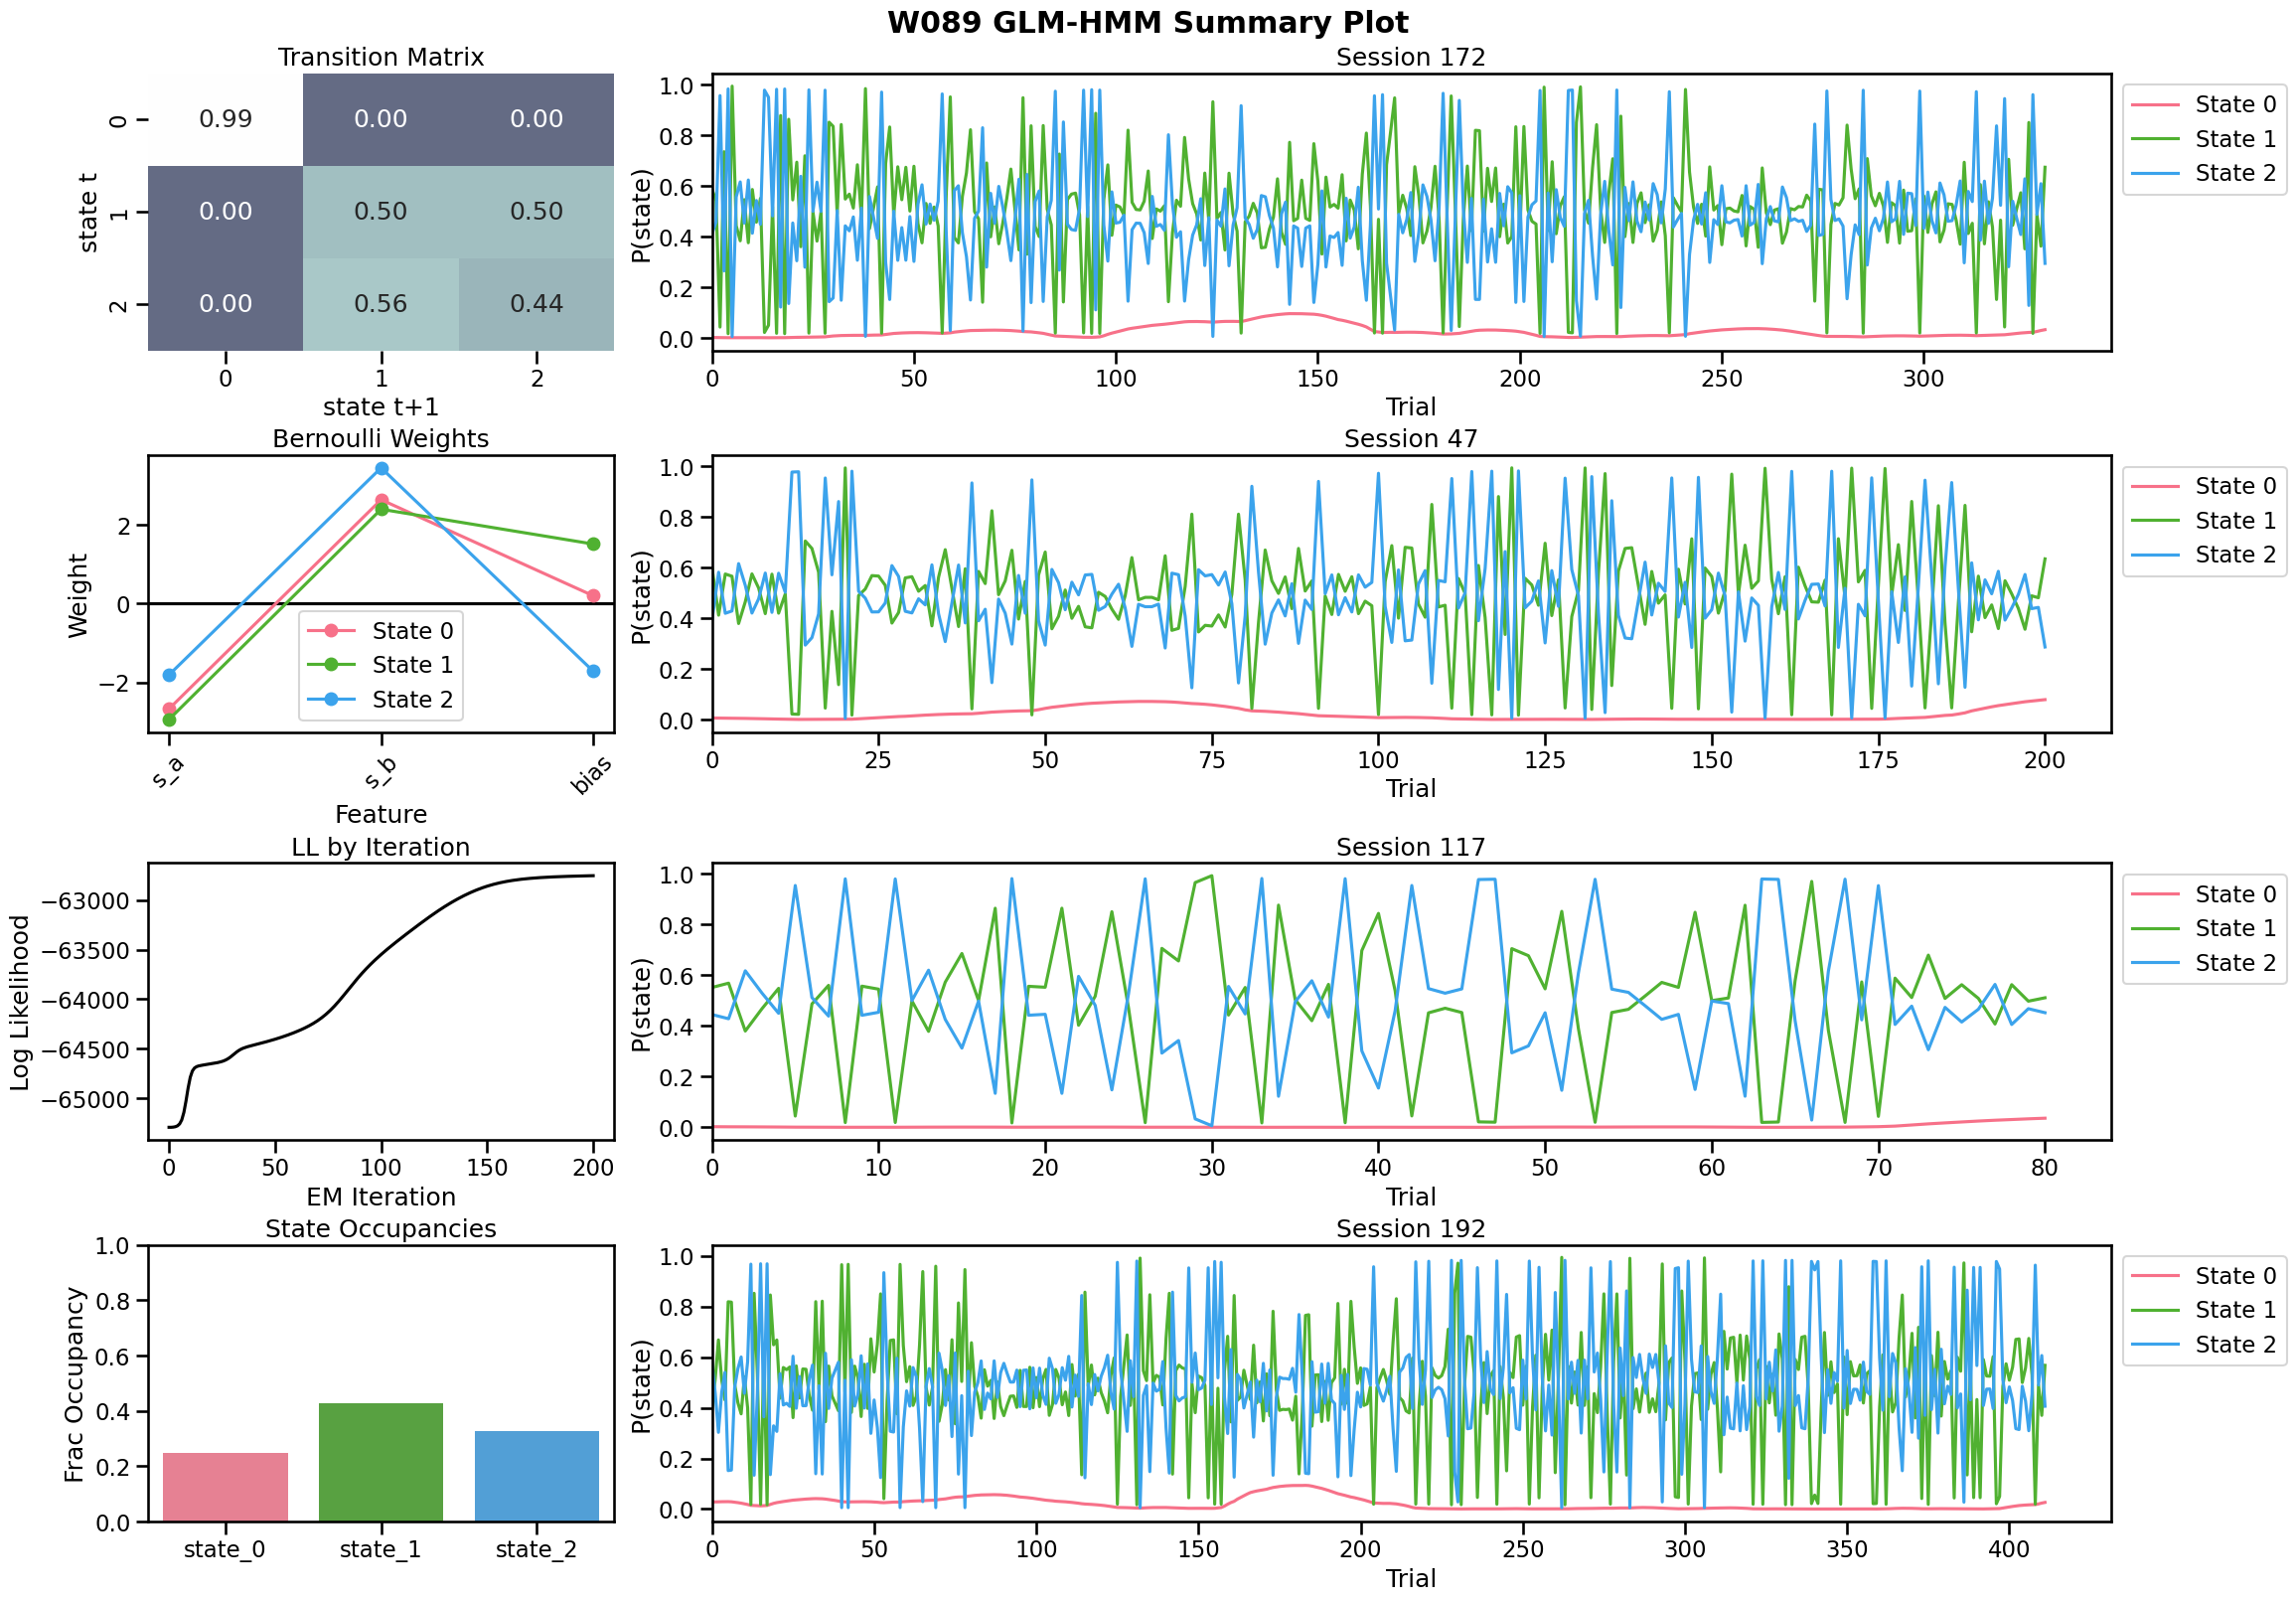 W089 GLM-HMM Summary Plot
Transition Matrix
0.99 0.00 0.00
0.00 0.50 0.50
0.00 0.56 0.44
0 1 2
state t
0 1 2
state t+1
Session 172
1.0
0.8
0.6
0.4
0.2
0.0
P(state)
0 50 100 150 200 250 300
Trial
State 0
State 1
State 2
Bernoulli Weights
2
0
−2
Weight
State 0
State 1
State 2
s_a s_b bias
Feature
Session 47
1.0
0.8
0.6
0.4
0.2
0.0
P(state)
0 25 50 75 100 125 150 175 200
Trial
State 0
State 1
State 2
LL by Iteration
−63000
−63500
−64000
−64500
−65000
Log Likelihood
0 50 100 150 200
EM Iteration
Session 117
1.0
0.8
0.6
0.4
0.2
0.0
P(state)
0 10 20 30 40 50 60 70 80
Trial
State 0
State 1
State 2
State Occupancies
1.0
0.8
0.6
0.4
0.2
0.0
Frac Occupancy
state_0 state_1 state_2
Session 192
1.0
0.8
0.6
0.4
0.2
0.0
P(state)
0 50 100 150 200 250 300 350 400
Trial
State 0
State 1
State 2